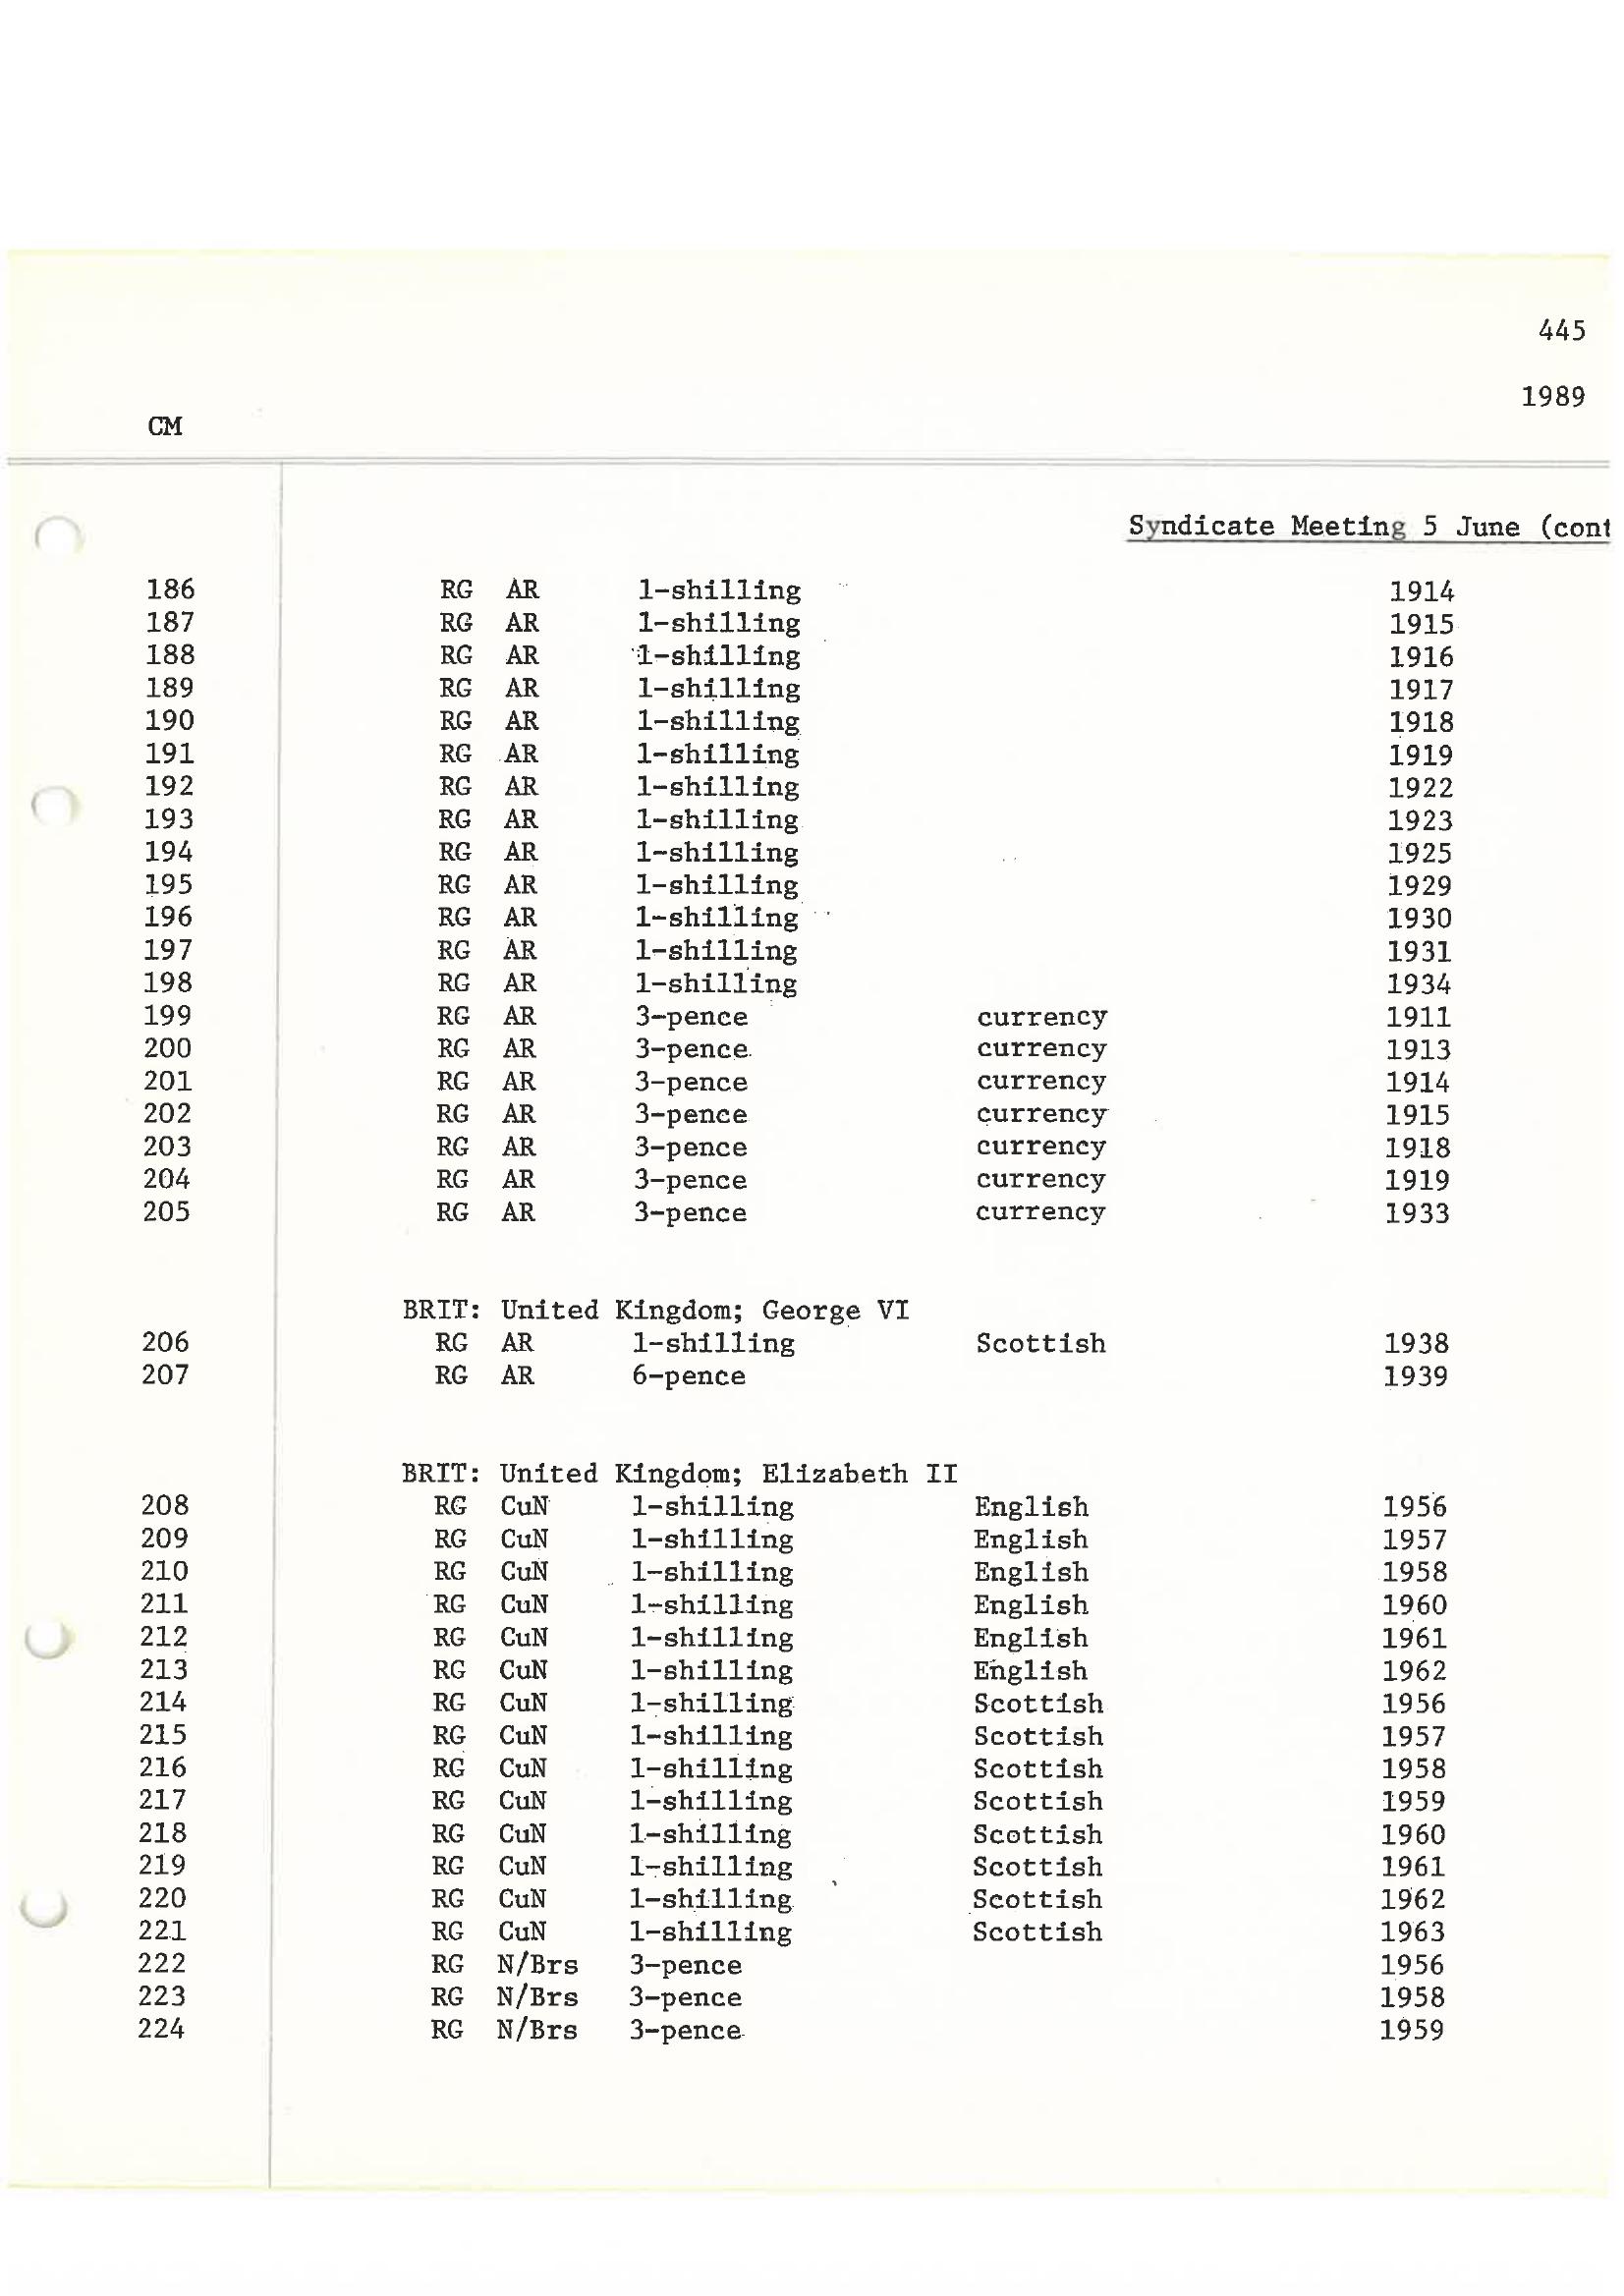 445
1989
CM
Syndicate Meeting 5 June (cont
186 RG AR 1-shilling 1914
187 RG AR 1-shilling 1915
188 RG AR 1-shilling 1916
189 RG AR 1-shilling 1917
190 RG AR 1-shilling 1918
191 RG AR 1-shilling 1919
192 RG AR 1-shilling 1922
193 RG AR 1-shilling 1923
194 RG AR 1-shilling 1925
195 RG AR 1-shilling 1929
196 RG AR 1-shilling 1930
197 RG AR 1-shilling 1931
198 RG AR 1-shilling 1934
199 RG AR 3-pence currency 1911
200 RG AR 3-pence currency 1913
201 RG AR 3-pence currency 1914
202 RG AR 3-pence currency 1915
203 RG AR 3-pence currency 1918
204 RG AR 3-pence currency 1919
205 RG AR 3-pence currency 1933
BRIT: United Kingdom; George VI
206 RG AR 1-shilling Scottish 1938
207 RG AR 6-pence 1939
BRIT: United Kingdom; Elizabeth II
208 RG CuN 1-shilling English 1956
209 RG CuN 1-shilling English 1957
210 RG CuN 1-shilling English 1958
211 RG CuN 1-shilling English 1960
212 RG CuN 1-shilling English 1961
213 RG CuN 1-shilling English 1962
214 RG CuN 1-shilling Scottish 1956
215 RG CuN 1-shilling Scottish 1957
216 RG CuN 1-shilling Scottish 1958
217 RG CuN 1-shilling Scottish 1959
218 RG CuN 1-shilling Scottish 1960
219 RG CuN 1-shilling Scottish 1961
220 RG CuN 1-shilling Scottish 1962
221 RG CuN 1-shilling Scottish 1963
222 RG N/Brs 3-pence 1956
223 RG N/Brs 3-pence 1958
224 RG N/Brs 3-pence 1959